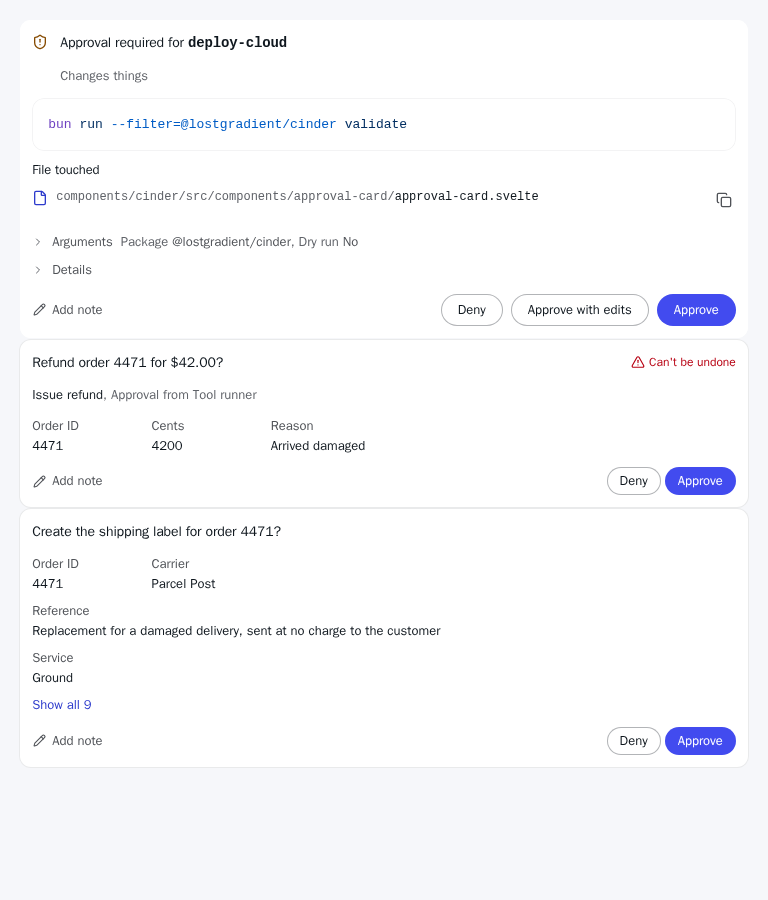 Approval required for deploy-cloud
Changes things
bun run --filter=@lostgradient/cinder validate
File touched
components/cinder/src/components/approval-card/approval-card.svelte
Arguments Package @lostgradient/cinder, Dry run No
Details
Add note Deny Approve with edits Approve
Refund order 4471 for $42.00? Can't be undone
Issue refund, Approval from Tool runner
Order ID Cents Reason
4471 4200 Arrived damaged
Add note Deny Approve
Create the shipping label for order 4471?
Order ID Carrier
4471 Parcel Post
Reference
Replacement for a damaged delivery, sent at no charge to the customer
Service
Ground
Show all 9
Add note Deny Approve